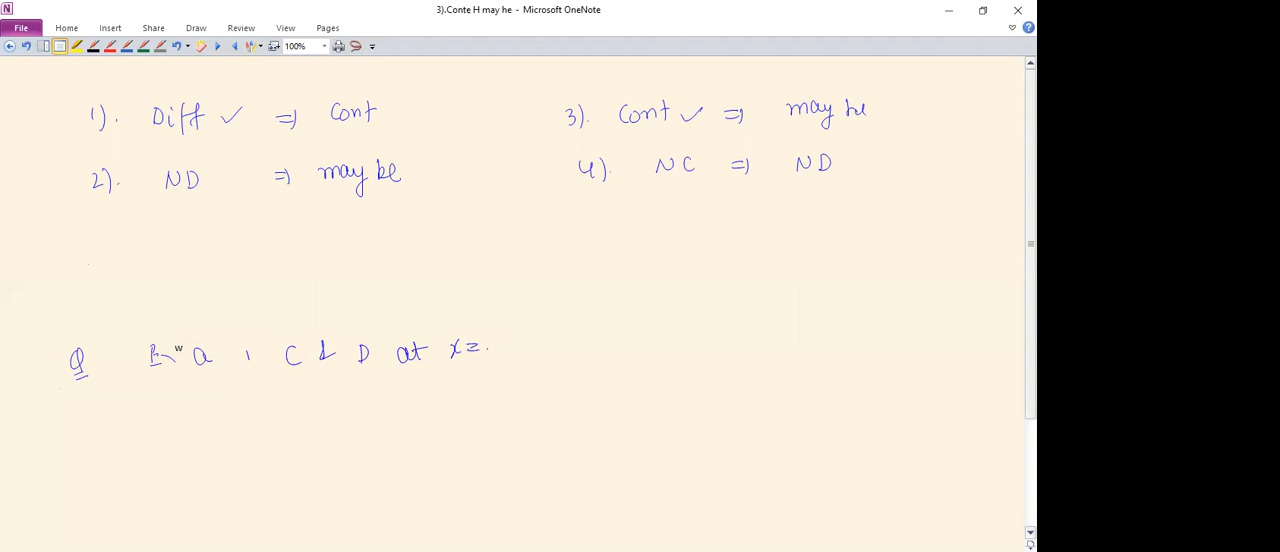 3).Conte H may he - Microsoft OneNote
File Home Insert Share Draw Review View Pages
100%
1). Diff ✓ ⇒ Cont
3). Cont ✓ ⇒ may be
2). ND ⇒ may be
4). NC ⇒ ND
Q a , C & D at x=.